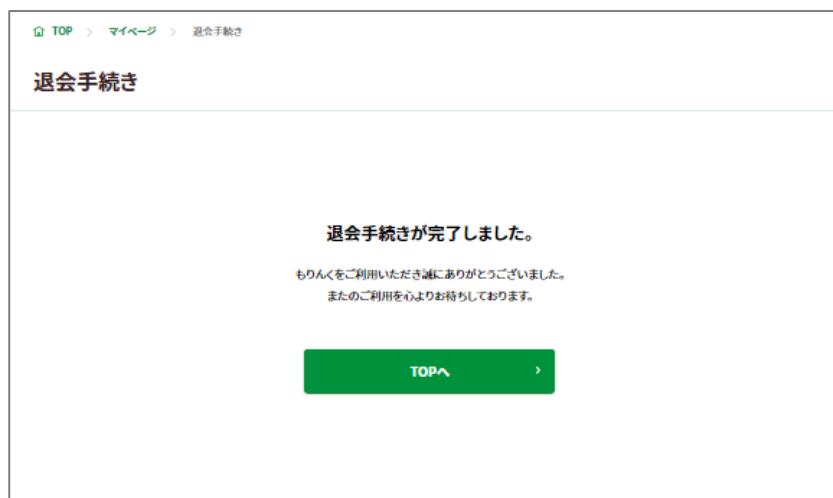 TOP > マイページ > 退会手続き
退会手続き
退会手続きが完了しました。
もりんくをご利用いただき誠にありがとうございました。
またのご利用を心よりお待ちしております。
TOPへ >